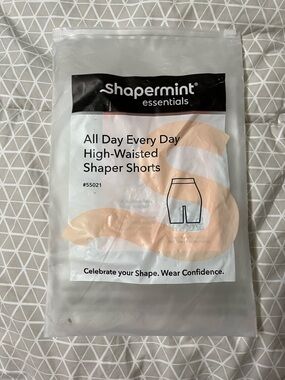 shapermint®
essentials
All Day Every Day
High-Waisted
Shaper Shorts
#55021
Celebrate your Shape. Wear Confidence.